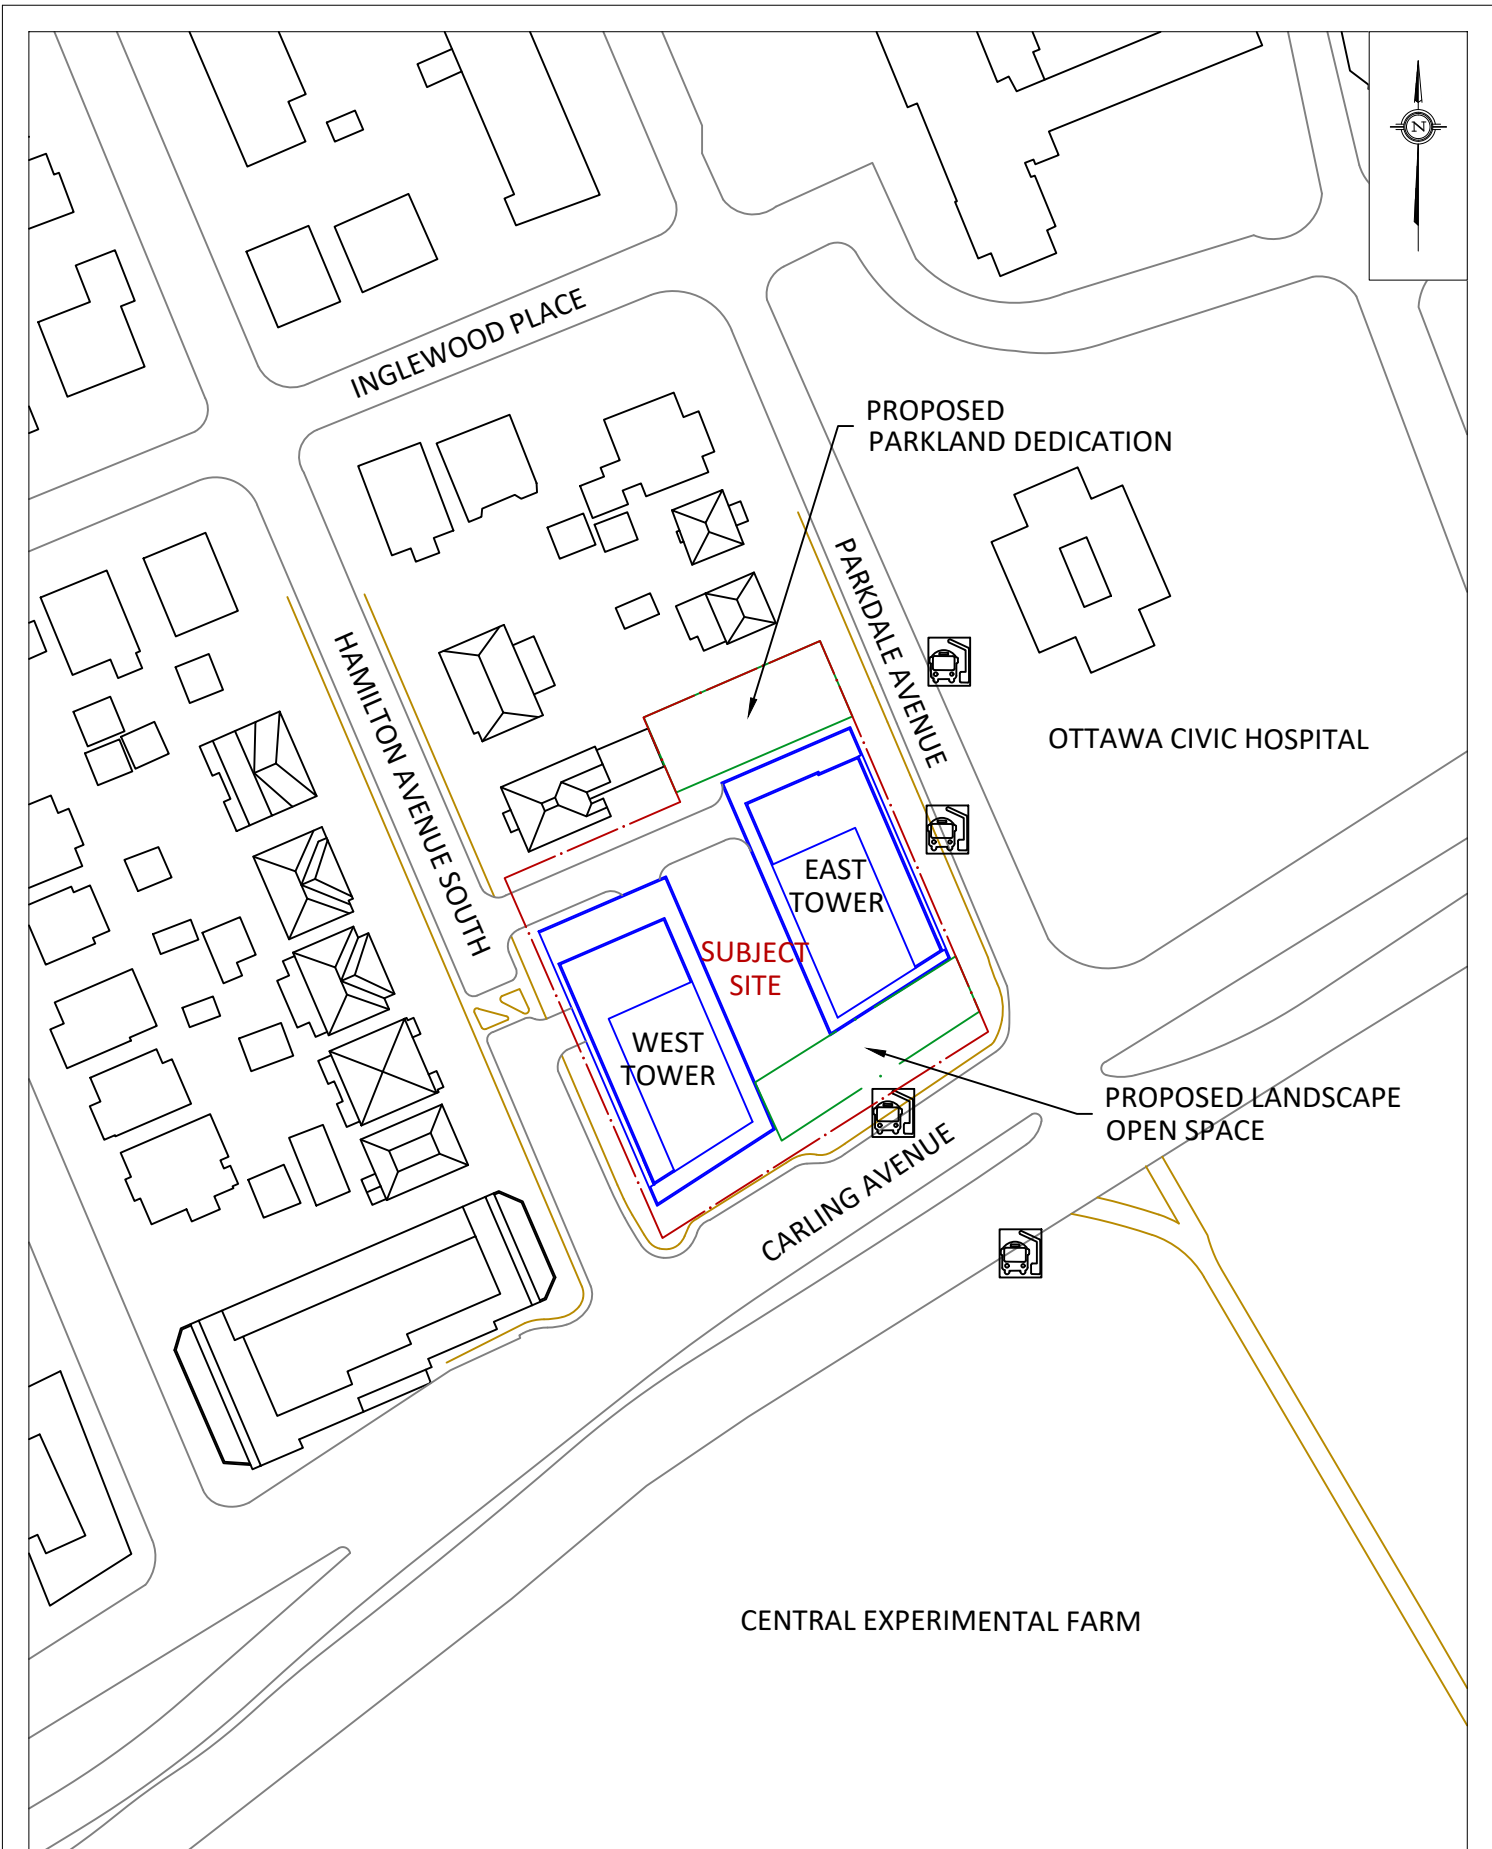 N
INGLEWOOD PLACE
PROPOSED
PARKLAND DEDICATION
PARKDALE AVENUE
HAMILTON AVENUE SOUTH
OTTAWA CIVIC HOSPITAL
EAST
TOWER
SUBJECT
SITE
WEST
TOWER
PROPOSED LANDSCAPE
OPEN SPACE
CARLING AVENUE
CENTRAL EXPERIMENTAL FARM